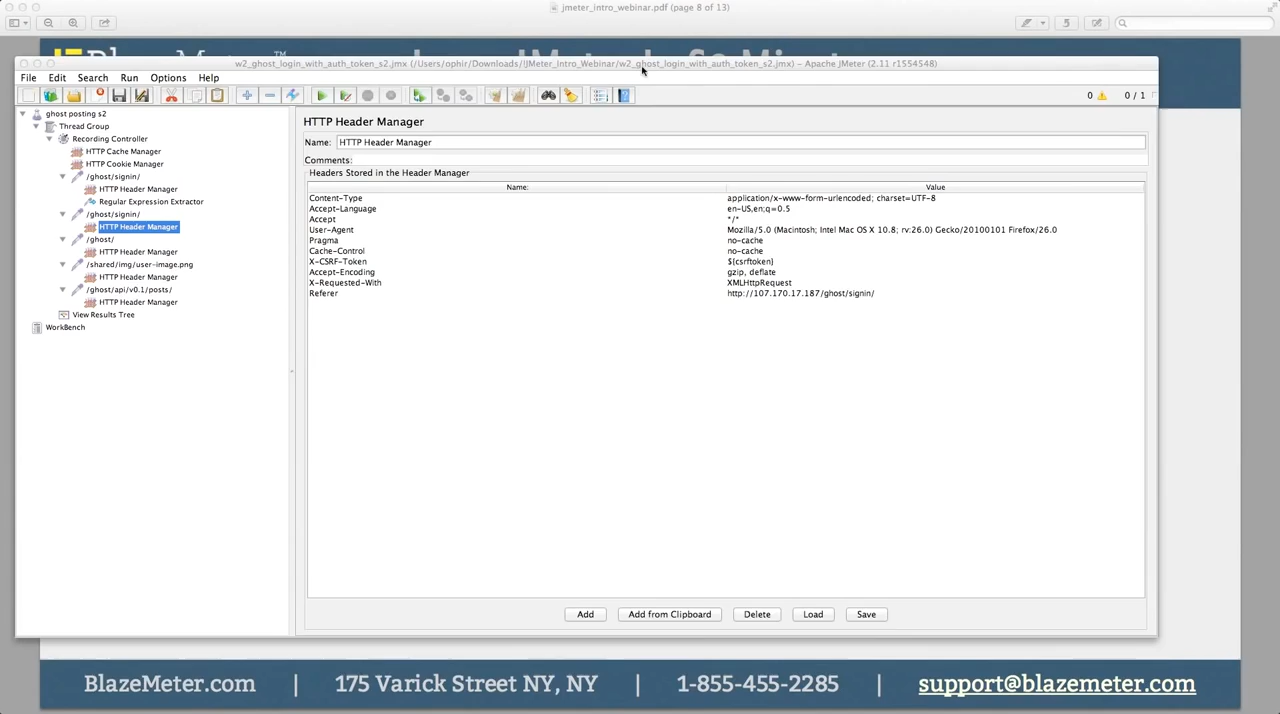 jmeter_intro_webinar.pdf (page 8 of 13)
w2_ghost_login_with_auth_token_s2.jmx (/Users/ophir/Downloads/!JMeter_Intro_Webinar/w2_ghost_login_with_auth_token_s2.jmx) – Apache JMeter (2.11 r1554548)
File Edit Search Run Options Help
0 0 / 1
ghost posting s2
Thread Group
Recording Controller
HTTP Cache Manager
HTTP Cookie Manager
/ghost/signin/
HTTP Header Manager
Regular Expression Extractor
/ghost/signin/
HTTP Header Manager
/ghost/
HTTP Header Manager
/shared/img/user-image.png
HTTP Header Manager
/ghost/api/v0.1/posts/
HTTP Header Manager
View Results Tree
WorkBench
HTTP Header Manager
Name: HTTP Header Manager
Comments:
Headers Stored in the Header Manager
Name: Value
Content-Type application/x-www-form-urlencoded; charset=UTF-8
Accept-Language en-US,en;q=0.5
Accept */*
User-Agent Mozilla/5.0 (Macintosh; Intel Mac OS X 10.8; rv:26.0) Gecko/20100101 Firefox/26.0
Pragma no-cache
Cache-Control no-cache
X-CSRF-Token ${csrftoken}
Accept-Encoding gzip, deflate
X-Requested-With XMLHttpRequest
Referer http://107.170.17.187/ghost/signin/
Add Add from Clipboard Delete Load Save
BlazeMeter.com | 175 Varick Street NY, NY | 1-855-455-2285 | support@blazemeter.com